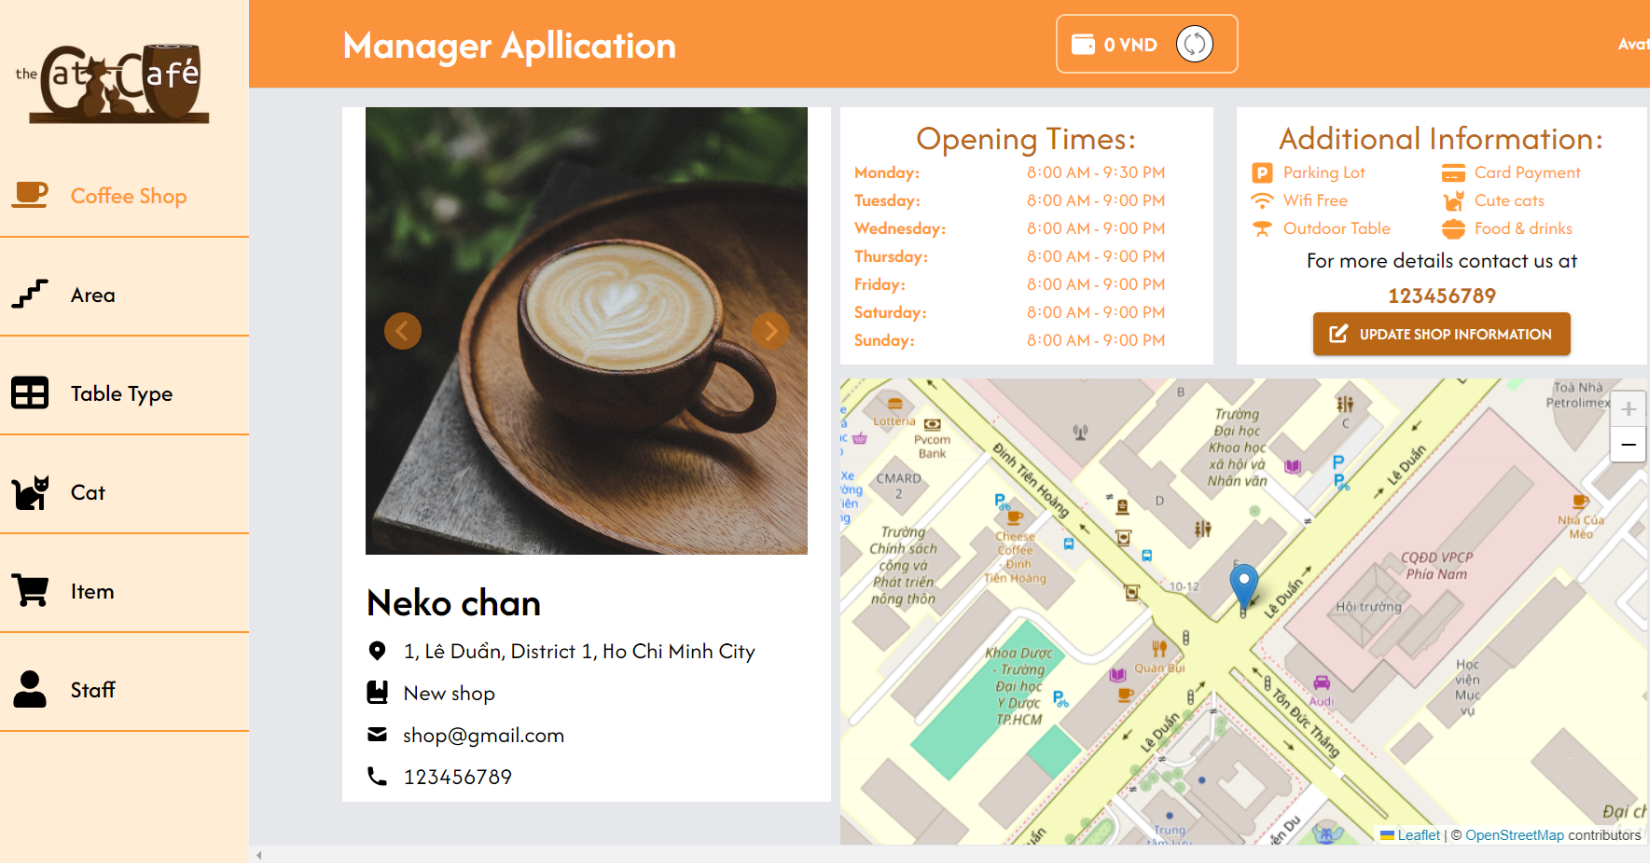 the Cat Café
Coffee Shop
Area
Table Type
Cat
Item
Staff
Manager Apllication
0 VND
Avat
Neko chan
1, Lê Duẩn, District 1, Ho Chi Minh City
New shop
shop@gmail.com
123456789
Opening Times:
Monday: 8:00 AM - 9:30 PM
Tuesday: 8:00 AM - 9:00 PM
Wednesday: 8:00 AM - 9:00 PM
Thursday: 8:00 AM - 9:00 PM
Friday: 8:00 AM - 9:00 PM
Saturday: 8:00 AM - 9:00 PM
Sunday: 8:00 AM - 9:00 PM
Additional Information:
Parking Lot
Card Payment
Wifi Free
Cute cats
Outdoor Table
Food & drinks
For more details contact us at
123456789
UPDATE SHOP INFORMATION
Toà Nhà
Petrolimex
+
−
B
C
Lotteria
Pvcom
Bank
Trường
Đại học
Khoa học
xã hội và
Nhân văn
P
P
Lê Duẩn
Đinh Tiên Hoàng
CMARD
2
Xe
D
P
Cheese
Coffee
- Đinh
Tiên Hoàng
Trường
Chính sách
công và
Phát triển
nông thôn
Nhà Của
Mèo
CQĐD VPCP
Phía Nam
10-12
Lê Duẩn
Hội trường
Khoa Dược
- Trường
Đại học
Y Dược
TP.HCM
P
Quán Bụi
Học
viện
Mục
vụ
Audi
Tôn Đức Thắng
Lê Duẩn
Trung
tâm Lưu
Đại
Leaflet | © OpenStreetMap contributors